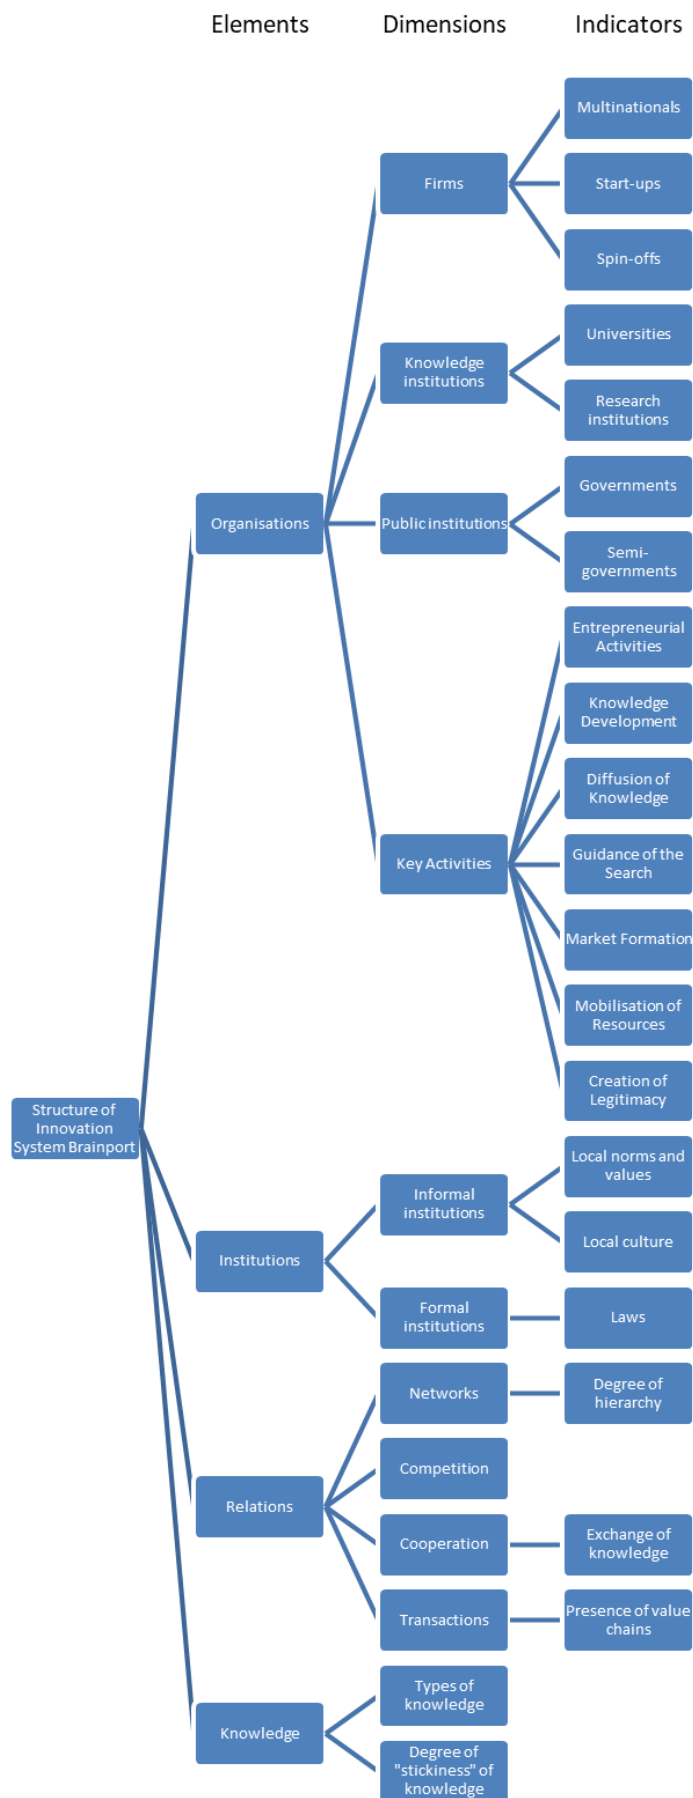 Elements Dimensions Indicators
Multinationals
Firms
Start-ups
Spin-offs
Universities
Knowledge
institutions
Research
institutions
Governments
Organisations
Public institutions
Semi-
governments
Entrepreneurial
Activities
Knowledge
Development
Diffusion of
Knowledge
Key Activities
Guidance of the
Search
Market Formation
Mobilisation of
Resources
Creation of
Legitimacy
Structure of
Innovation
System Brainport
Local norms and
values
Informal
institutions
Local culture
Institutions
Formal
institutions
Laws
Networks
Degree of
hierarchy
Competition
Relations
Cooperation
Exchange of
knowledge
Transactions
Presence of value
chains
Types of
knowledge
Knowledge
Degree of
"stickiness" of
knowledge